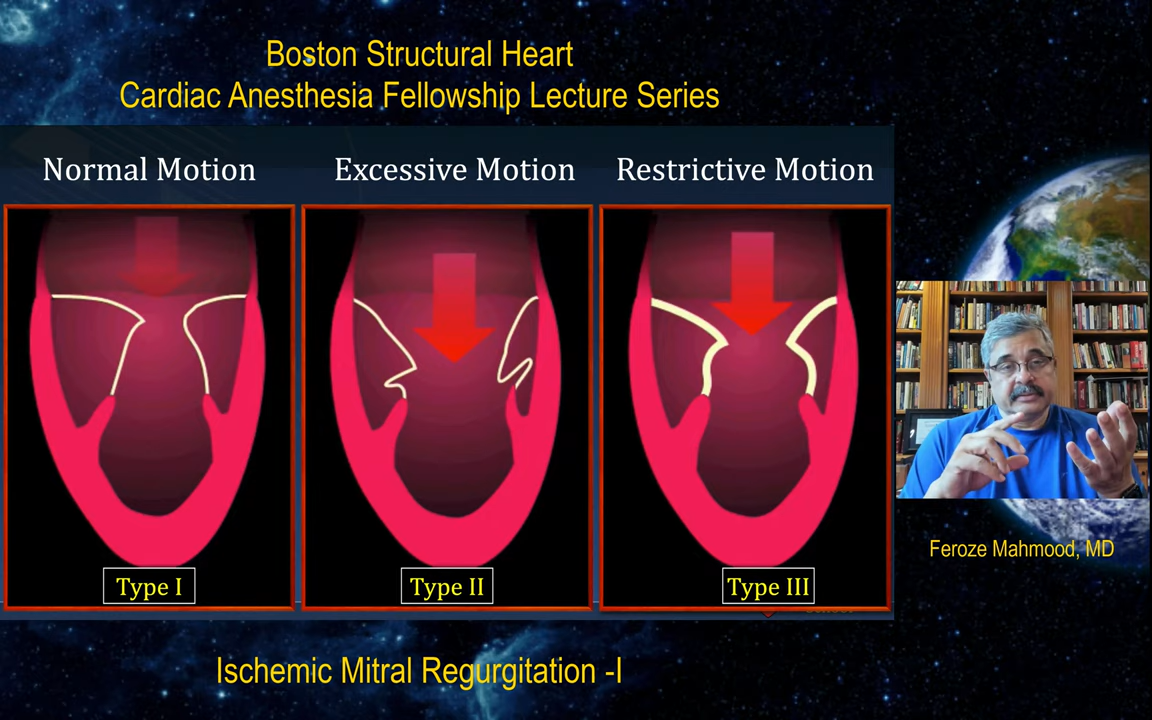 Boston Structural Heart
Cardiac Anesthesia Fellowship Lecture Series
Normal Motion
Excessive Motion
Restrictive Motion
Type I
Type II
Type III
Feroze Mahmood, MD
Ischemic Mitral Regurgitation -I